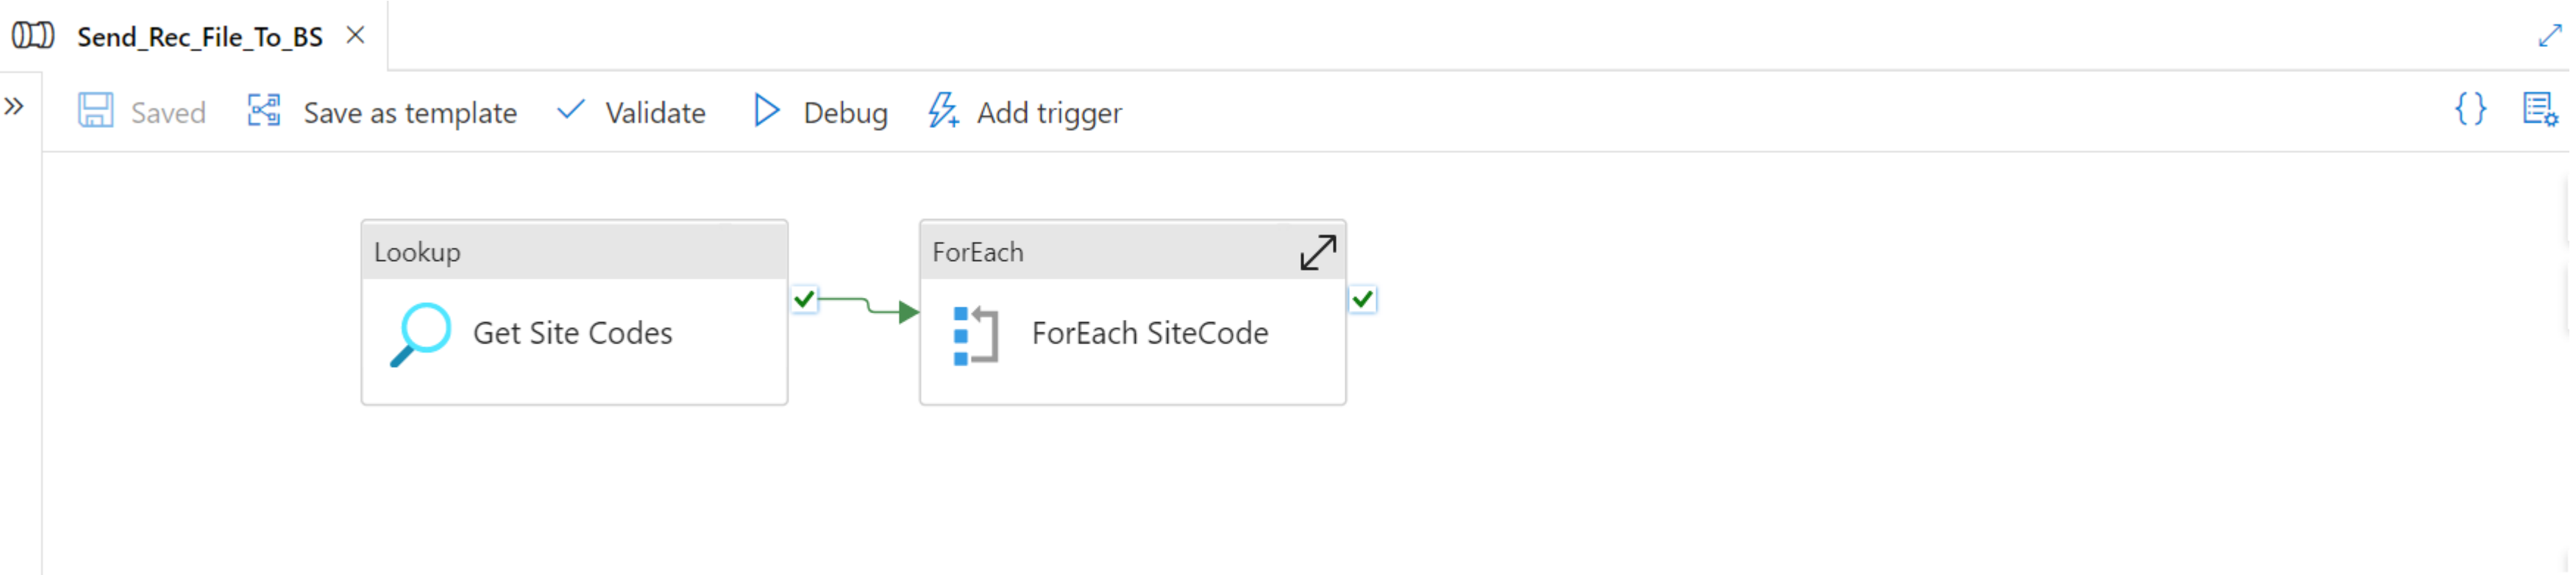 Send_Rec_File_To_BS
Saved Save as template Validate Debug Add trigger
Lookup
Get Site Codes
ForEach
ForEach SiteCode